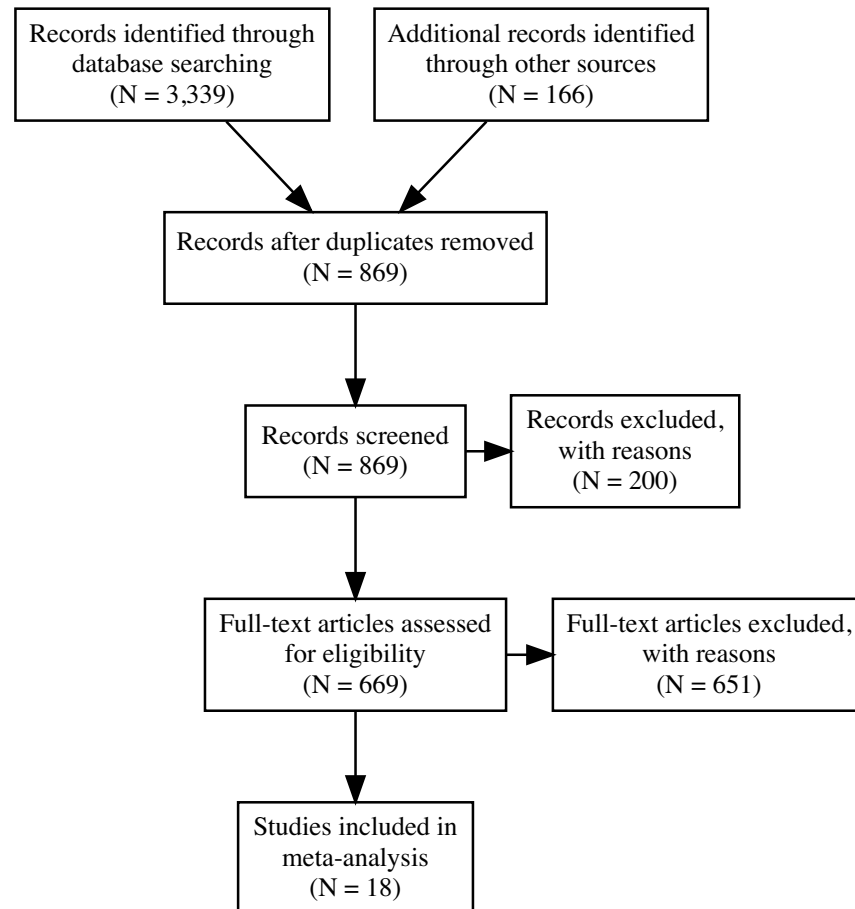 Records identified through
database searching
(N = 3,339)
Additional records identified
through other sources
(N = 166)
Records after duplicates removed
(N = 869)
Records screened
(N = 869)
Records excluded,
with reasons
(N = 200)
Full-text articles assessed
for eligibility
(N = 669)
Full-text articles excluded,
with reasons
(N = 651)
Studies included in
meta-analysis
(N = 18)